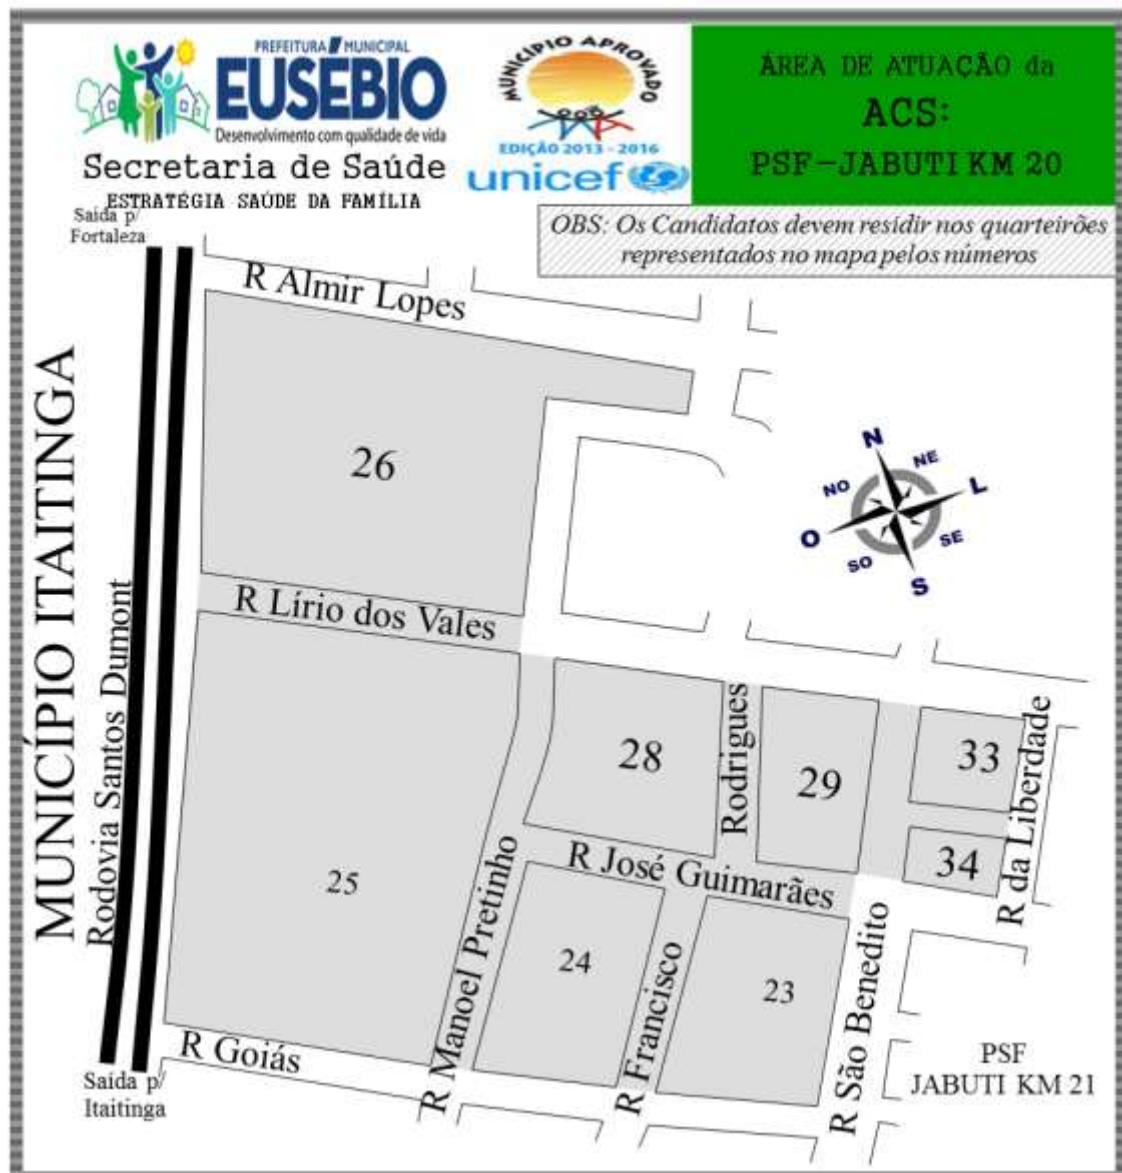 PREFEITURA MUNICIPAL
EUSÉBIO
Desenvolvimento com qualidade de vida
Secretaria de Saúde
ESTRATÉGIA SAÚDE DA FAMÍLIA
MUNICÍPIO APROVADO
EDIÇÃO 2013 - 2016
unicef
ÁREA DE ATUAÇÃO da
ACS:
PSF-JABUTI KM 20
OBS: Os Candidatos devem residir nos quarteirões
representados no mapa pelos números
Saída p/
Fortaleza
R Almir Lopes
MUNICÍPIO ITAITINGA
Rodovia Santos Dumont
26
N
NE
L
SE
S
SO
O
NO
R Lírio dos Vales
28
Rodrigues
29
33
R da Liberdade
34
25
R José Guimarães
R Manoel Pretinho
24
R Francisco
23
R São Benedito
R Goiás
PSF
JABUTI KM 21
Saída p/
Itaitinga